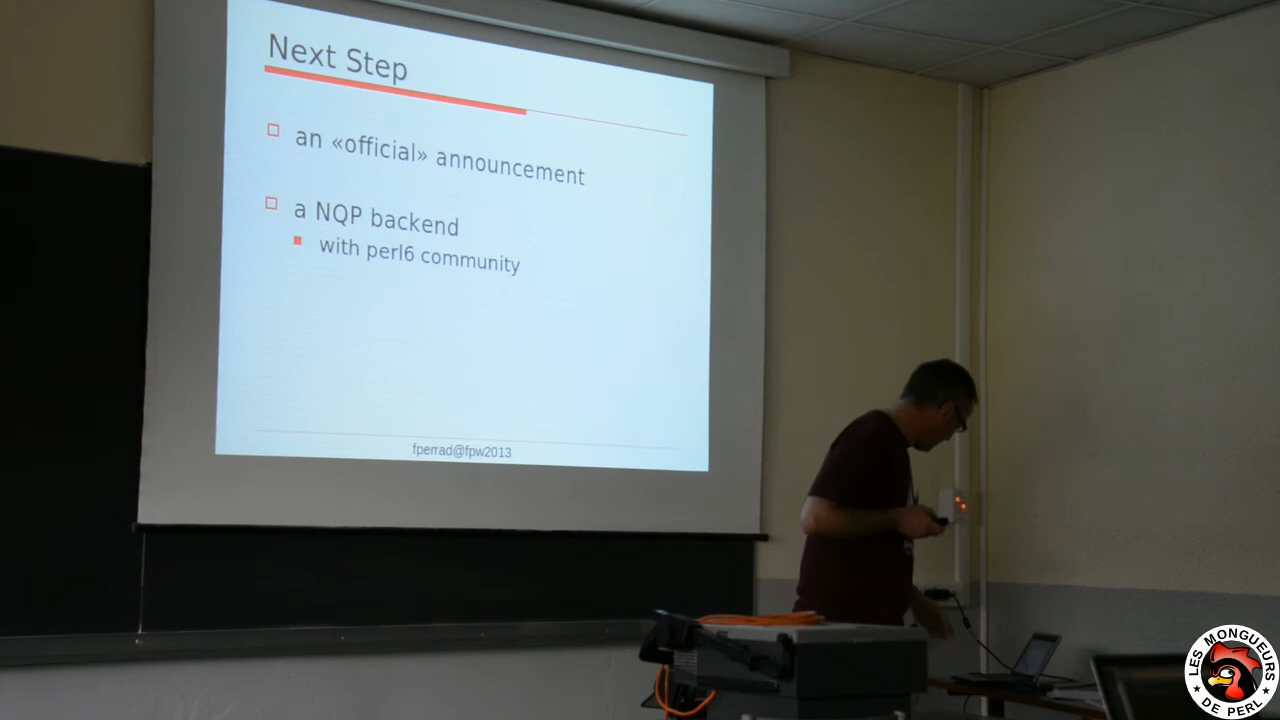 Next Step
an «official» announcement
a NQP backend
with perl6 community
fperrad@fpw2013
LES MONGUEURS
DE PERL